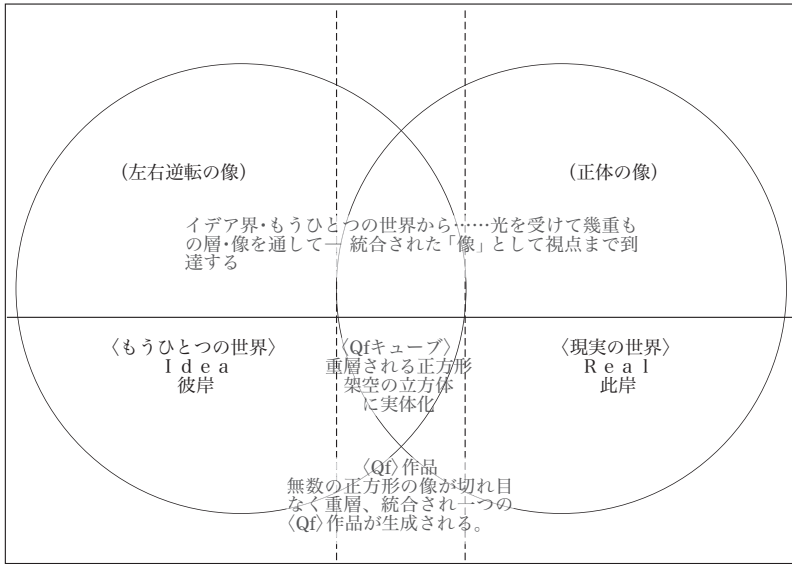 (左右逆転の像)
(正体の像)
イデア界・もうひとつの世界から……光を受けて幾重も
の層・像を通して─ 統合された「像」として視点まで到
達する
〈もうひとつの世界〉
Ｉｄｅａ
彼岸
〈Qfキューブ〉
重層される正方形
架空の立方体
に実体化
〈現実の世界〉
Ｒｅａｌ
此岸
〈Qf〉作品
無数の正方形の像が切れ目
なく重層、統合され一つの
〈Qf〉作品が生成される。